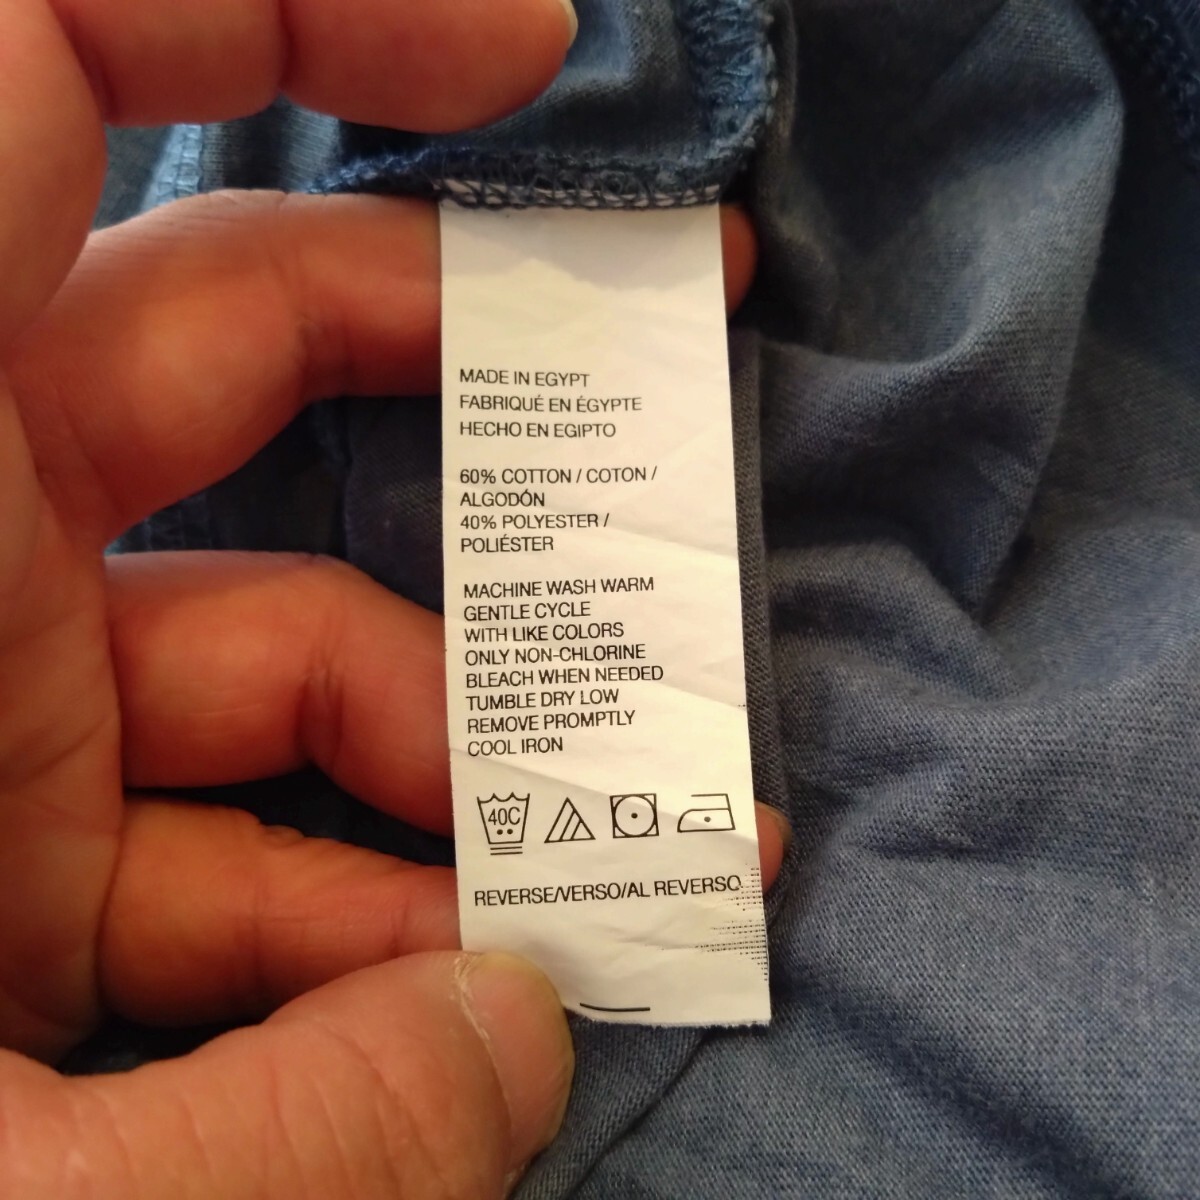 MADE IN EGYPT
FABRIQUÉ EN ÉGYPTE
HECHO EN EGIPTO
60% COTTON / COTON /
ALGODÓN
40% POLYESTER /
POLIÉSTER
MACHINE WASH WARM
GENTLE CYCLE
WITH LIKE COLORS
ONLY NON-CHLORINE
BLEACH WHEN NEEDED
TUMBLE DRY LOW
REMOVE PROMPTLY
COOL IRON
40C
REVERSE/VERSO/AL REVERSO